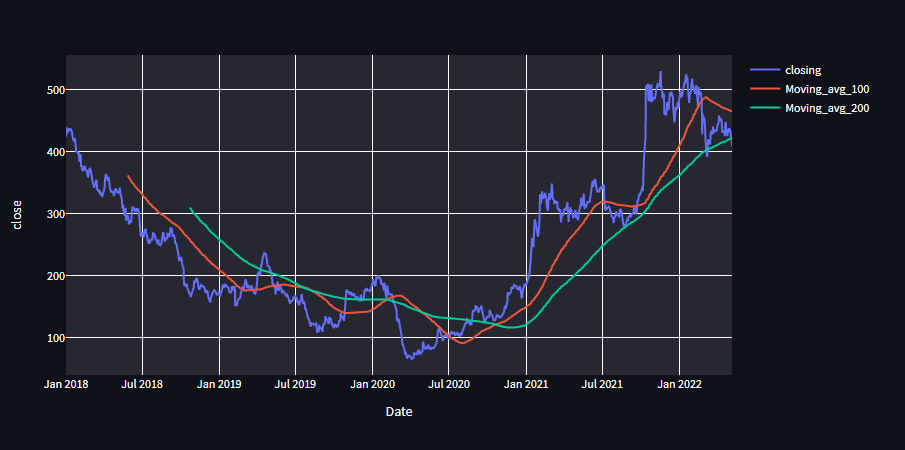 closing
Moving_avg_100
Moving_avg_200
close
500
400
300
200
100
Jan 2018
Jul 2018
Jan 2019
Jul 2019
Jan 2020
Jul 2020
Jan 2021
Jul 2021
Jan 2022
Date